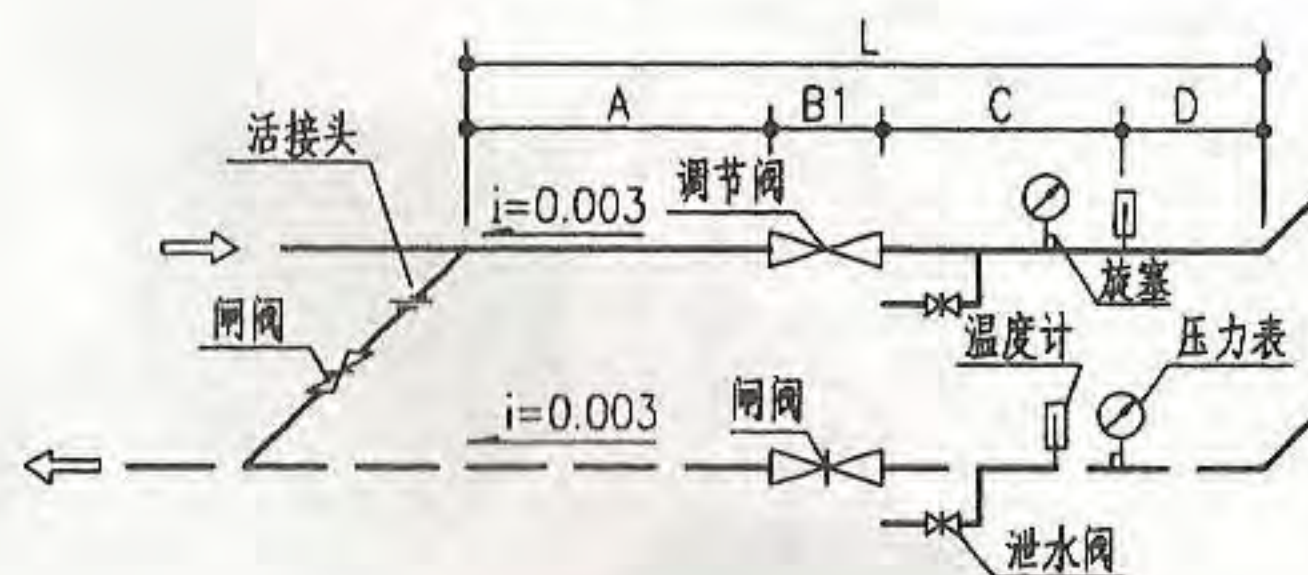 L
A B1 C D
活接头
i=0.003 调节阀
旋塞
闸阀
温度计 压力表
i=0.003 闸阀
泄水阀